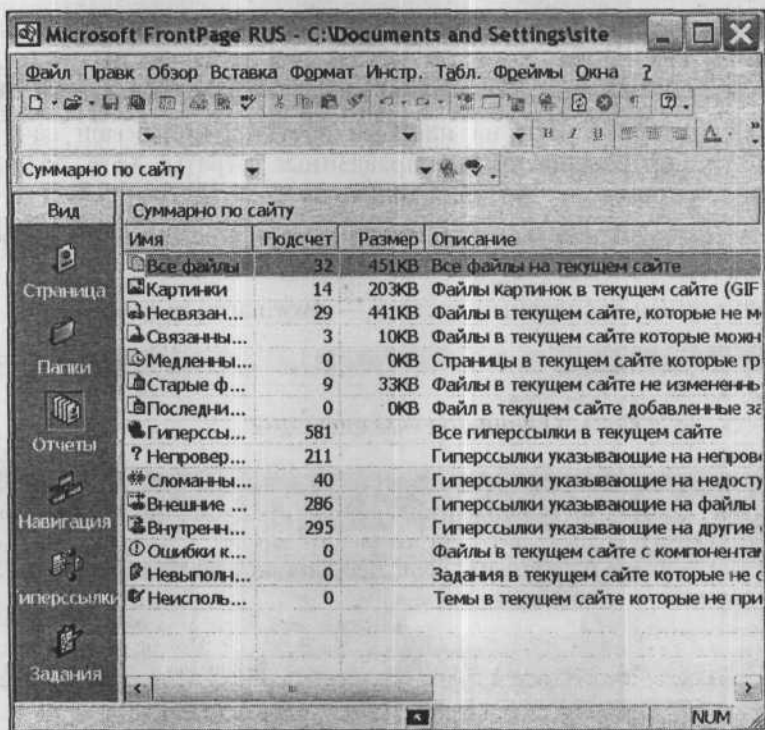 Microsoft FrontPage RUS - C:\Documents and Settings\site
Файл Правк Обзор Вставка Формат Инстр. Табл. Фреймы Окна ?
Суммарно по сайту
Вид
Суммарно по сайту
Имя Подсчет Размер Описание
Все файлы 32 451KB Все файлы на текущем сайте
Картинки 14 203KB Файлы картинок в текущем сайте (GIF
Несвязан... 29 441KB Файлы в текущем сайте, которые не м
Связанны... 3 10KB Файлы в текущем сайте которые можн
Медленны... 0 0KB Страницы в текущем сайте которые гр
Старые ф... 9 33KB Файлы в текущем сайте не измененнь
Последни... 0 0KB Файл в текущем сайте добавленные за
Гиперссы... 581 Все гиперссылки в текущем сайте
? Непровер... 211 Гиперссылки указывающие на непров
Сломанны... 40 Гиперссылки указывающие на недосту
Внешние ... 286 Гиперссылки указывающие на файлы
Внутренн... 295 Гиперссылки указывающие на другие
Ошибки к... 0 Файлы в текущем сайте с компонента
Невыполн... 0 Задания в текущем сайте которые не с
Неисполь... 0 Темы в текущем сайте которые не при
Страница
Папки
Отчеты
Навигация
иперссылки
Задания
NUM